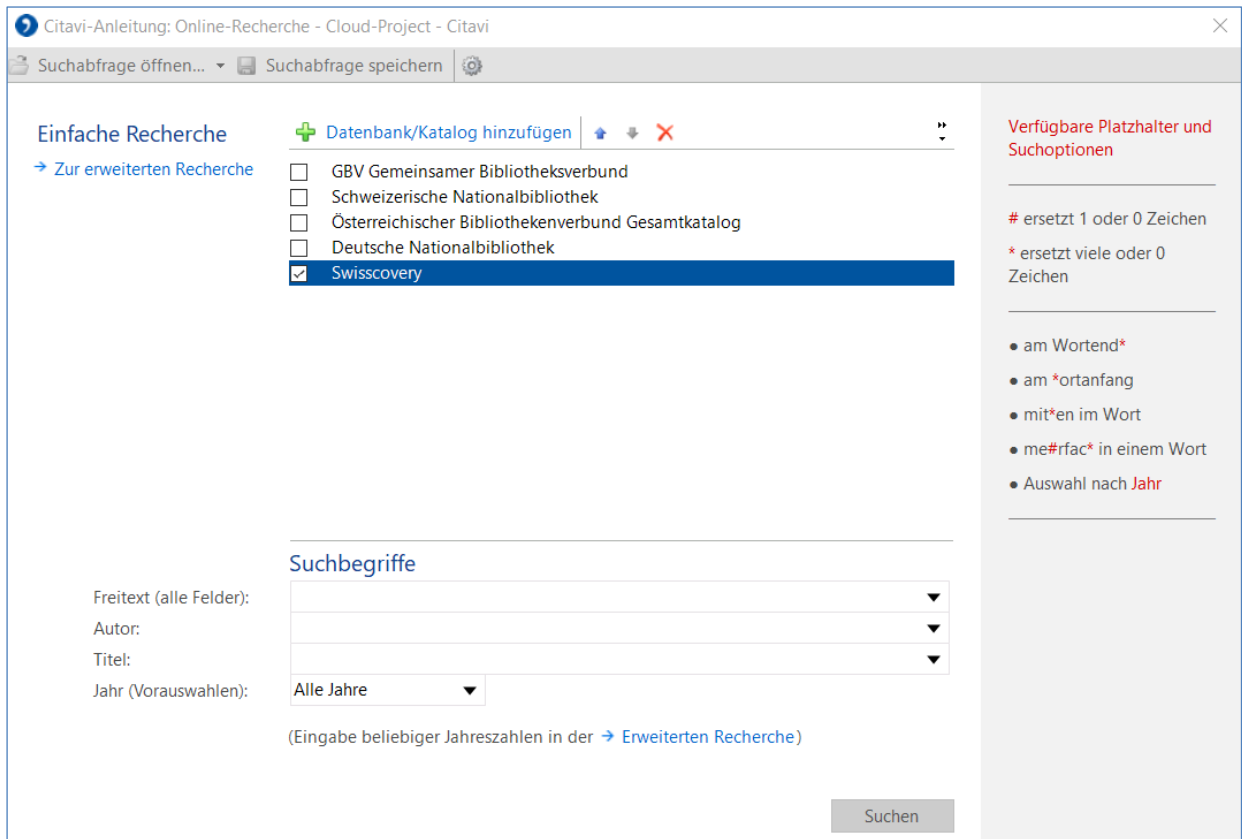 Citavi-Anleitung: Online-Recherche - Cloud-Project - Citavi
Suchabfrage öffnen... Suchabfrage speichern
Einfache Recherche
Zur erweiterten Recherche
Datenbank/Katalog hinzufügen
GBV Gemeinsamer Bibliotheksverbund
Schweizerische Nationalbibliothek
Österreichischer Bibliothekenverbund Gesamtkatalog
Deutsche Nationalbibliothek
Swisscovery
Suchbegriffe
Freitext (alle Felder):
Autor:
Titel:
Jahr (Vorauswahlen): Alle Jahre
(Eingabe beliebiger Jahreszahlen in der → Erweiterten Recherche)
Suchen
Verfügbare Platzhalter und
Suchoptionen
# ersetzt 1 oder 0 Zeichen
* ersetzt viele oder 0
Zeichen
● am Wortend*
● am *ortanfang
● mit*en im Wort
● me#rfac* in einem Wort
● Auswahl nach Jahr